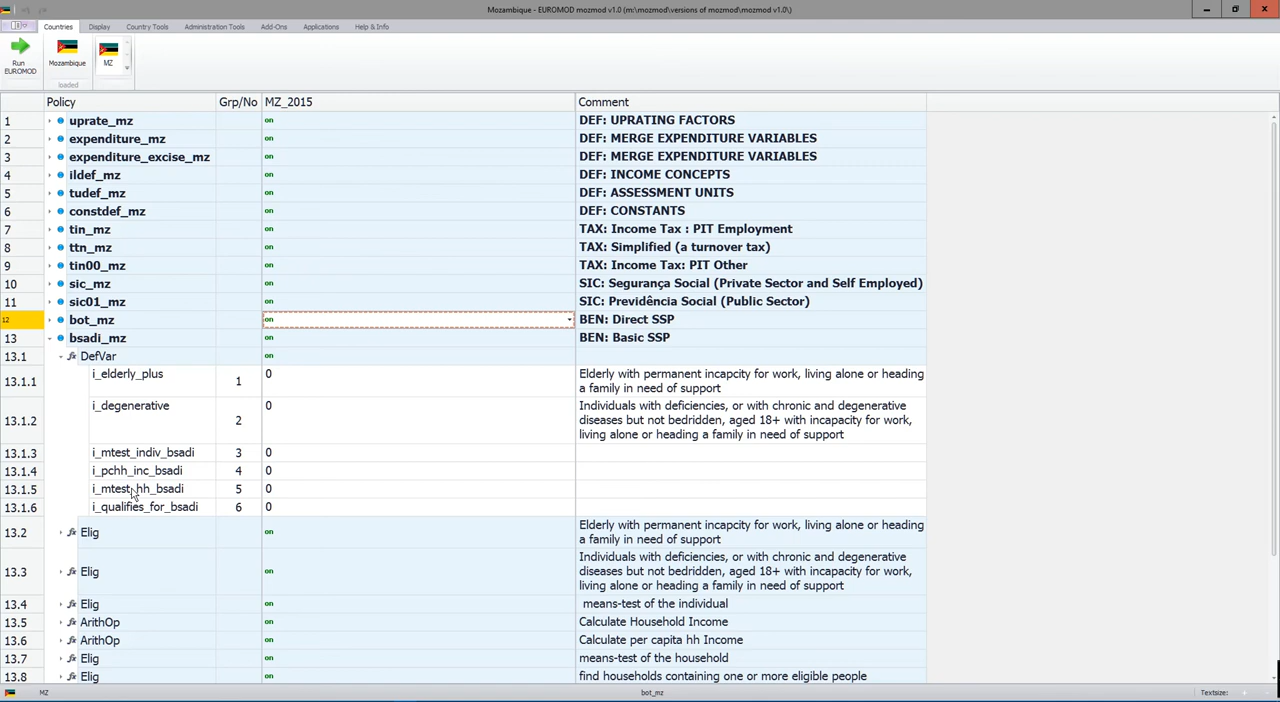 Mozambique - EUROMOD mozmod v1.0 (m:\mozmod\versions of mozmod\mozmod v1.0\)
Countries Display Country Tools Administration Tools Add-Ons Applications Help & Info
Run EUROMOD
Mozambique
MZ
loaded
Policy Grp/No MZ_2015 Comment
1 uprate_mz on DEF: UPRATING FACTORS
2 expenditure_mz on DEF: MERGE EXPENDITURE VARIABLES
3 expenditure_excise_mz on DEF: MERGE EXPENDITURE VARIABLES
4 ildef_mz on DEF: INCOME CONCEPTS
5 tudef_mz on DEF: ASSESSMENT UNITS
6 constdef_mz on DEF: CONSTANTS
7 tin_mz on TAX: Income Tax : PIT Employment
8 ttn_mz on TAX: Simplified (a turnover tax)
9 tin00_mz on TAX: Income Tax: PIT Other
10 sic_mz on SIC: Segurança Social (Private Sector and Self Employed)
11 sic01_mz on SIC: Previdência Social (Public Sector)
12 bot_mz on BEN: Direct SSP
13 bsadi_mz on BEN: Basic SSP
13.1 fx DefVar on
13.1.1 i_elderly_plus 1 0 Elderly with permanent incapcity for work, living alone or heading
a family in need of support
13.1.2 i_degenerative 2 0 Individuals with deficiencies, or with chronic and degenerative
diseases but not bedridden, aged 18+ with incapacity for work,
living alone or heading a family in need of support
13.1.3 i_mtest_indiv_bsadi 3 0
13.1.4 i_pchh_inc_bsadi 4 0
13.1.5 i_mtest_hh_bsadi 5 0
13.1.6 i_qualifies_for_bsadi 6 0
13.2 fx Elig on Elderly with permanent incapcity for work, living alone or heading
a family in need of support
13.3 fx Elig on Individuals with deficiencies, or with chronic and degenerative
diseases but not bedridden, aged 18+ with incapacity for work,
living alone or heading a family in need of support
13.4 fx Elig on means-test of the individual
13.5 fx ArithOp on Calculate Household Income
13.6 fx ArithOp on Calculate per capita hh Income
13.7 fx Elig on means-test of the household
13.8 fx Elig on find households containing one or more eligible people
MZ bot_mz Textsize: